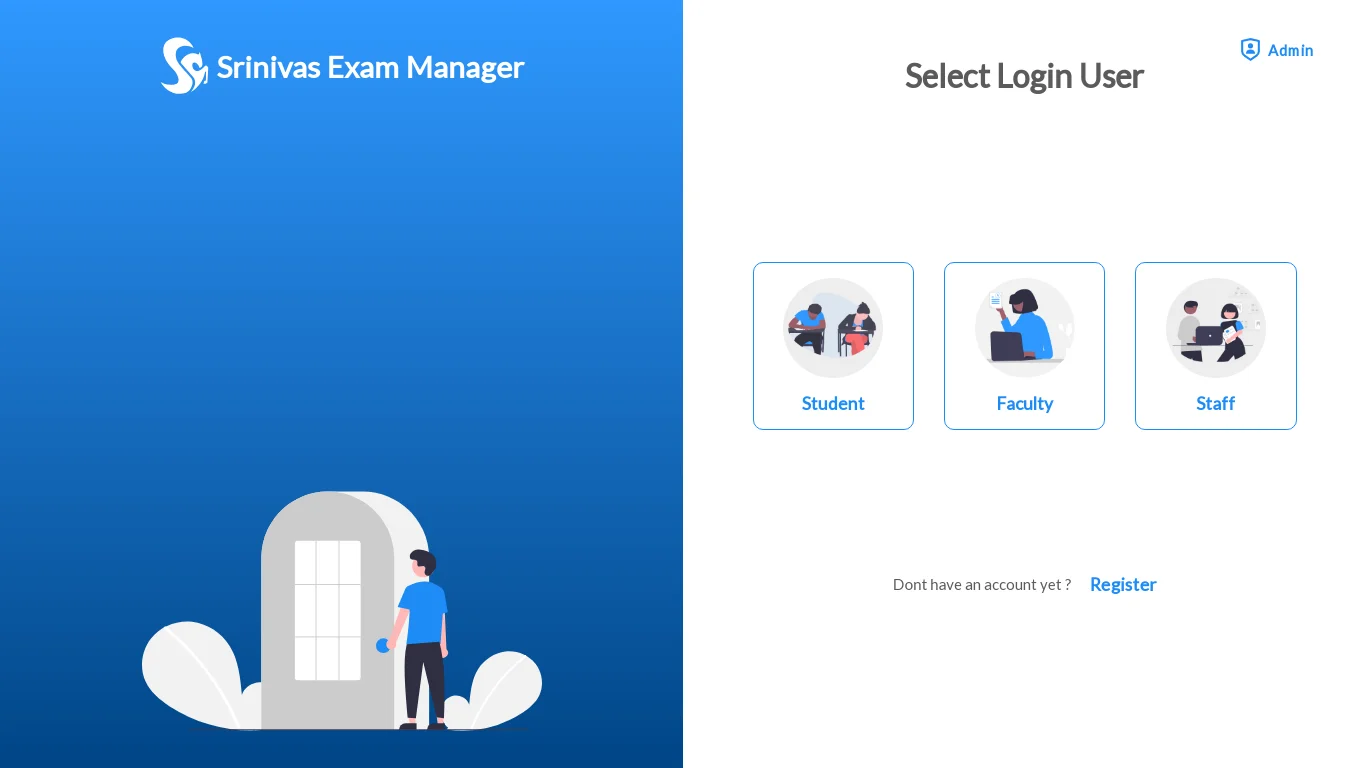 Srinivas Exam Manager
Admin
Select Login User
Student
Faculty
Staff
Dont have an account yet ?
Register